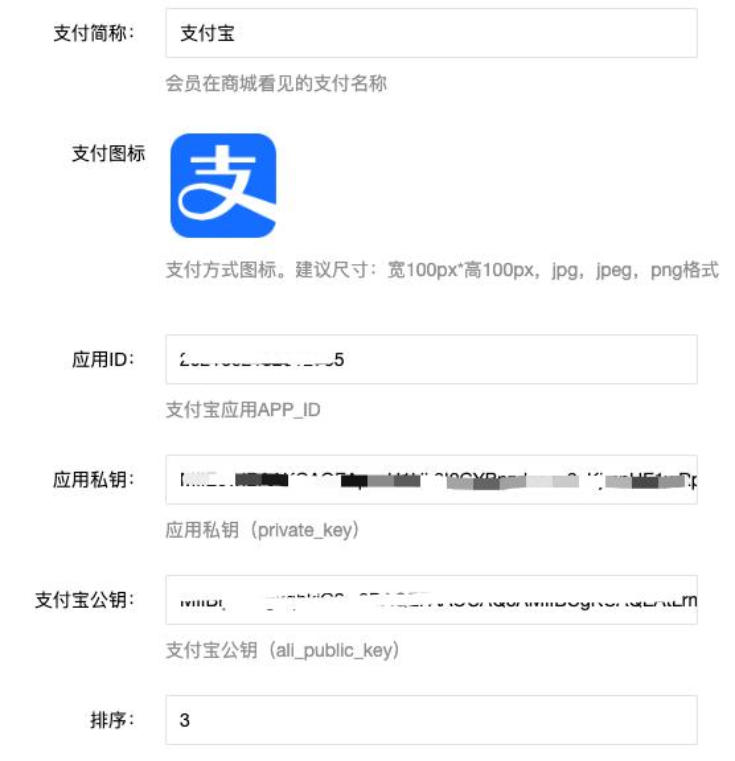 支付简称：
支付宝
会员在商城看见的支付名称
支付图标
支
支付方式图标。建议尺寸：宽100px*高100px，jpg，jpeg，png格式
应用ID：
支付宝应用APP_ID
应用私钥：
应用私钥（private_key）
支付宝公钥：
支付宝公钥（ali_public_key）
排序：
3